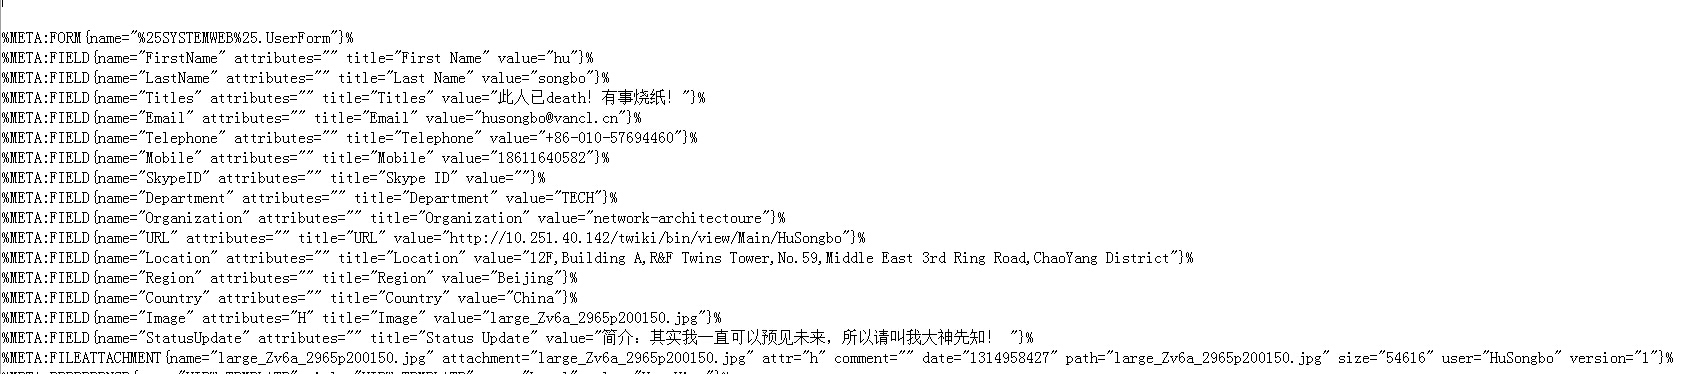 %META:FORM{name="%25SYSTEMWEB%25.UserForm"}%
%META:FIELD{name="FirstName" attributes="" title="First Name" value="hu"}%
%META:FIELD{name="LastName" attributes="" title="Last Name" value="songbo"}%
%META:FIELD{name="Titles" attributes="" title="Titles" value="此人已death！有事烧纸！"}%
%META:FIELD{name="Email" attributes="" title="Email" value="husongbo@vancl.cn"}%
%META:FIELD{name="Telephone" attributes="" title="Telephone" value="+86-010-57694460"}%
%META:FIELD{name="Mobile" attributes="" title="Mobile" value="18611640582"}%
%META:FIELD{name="SkypeID" attributes="" title="Skype ID" value=""}%
%META:FIELD{name="Department" attributes="" title="Department" value="TECH"}%
%META:FIELD{name="Organization" attributes="" title="Organization" value="network-architectoure"}%
%META:FIELD{name="URL" attributes="" title="URL" value="http://10.251.40.142/twiki/bin/view/Main/HuSongbo"}%
%META:FIELD{name="Location" attributes="" title="Location" value="12F,Building A,R&F Twins Tower,No.59,Middle East 3rd Ring Road,ChaoYang District"}%
%META:FIELD{name="Region" attributes="" title="Region" value="Beijing"}%
%META:FIELD{name="Country" attributes="" title="Country" value="China"}%
%META:FIELD{name="Image" attributes="H" title="Image" value="large_Zv6a_2965p200150.jpg"}%
%META:FIELD{name="StatusUpdate" attributes="" title="Status Update" value="简介：其实我一直可以预见未来，所以请叫我大神先知！ "}%
%META:FILEATTACHMENT{name="large_Zv6a_2965p200150.jpg" attachment="large_Zv6a_2965p200150.jpg" attr="h" comment="" date="1314958427" path="large_Zv6a_2965p200150.jpg" size="54616" user="HuSongbo" version="1"}%